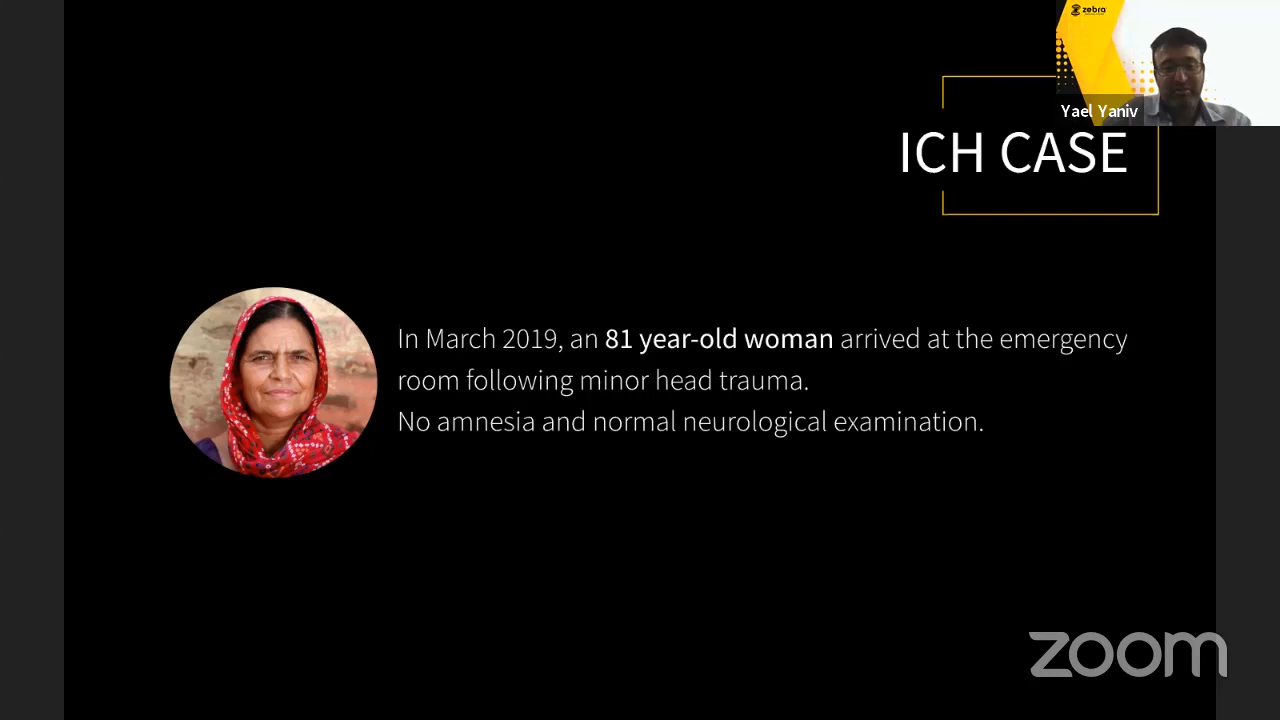 zebra
Yael Yaniv
ICH CASE
In March 2019, an 81 year-old woman arrived at the emergency
room following minor head trauma.
No amnesia and normal neurological examination.
zoom